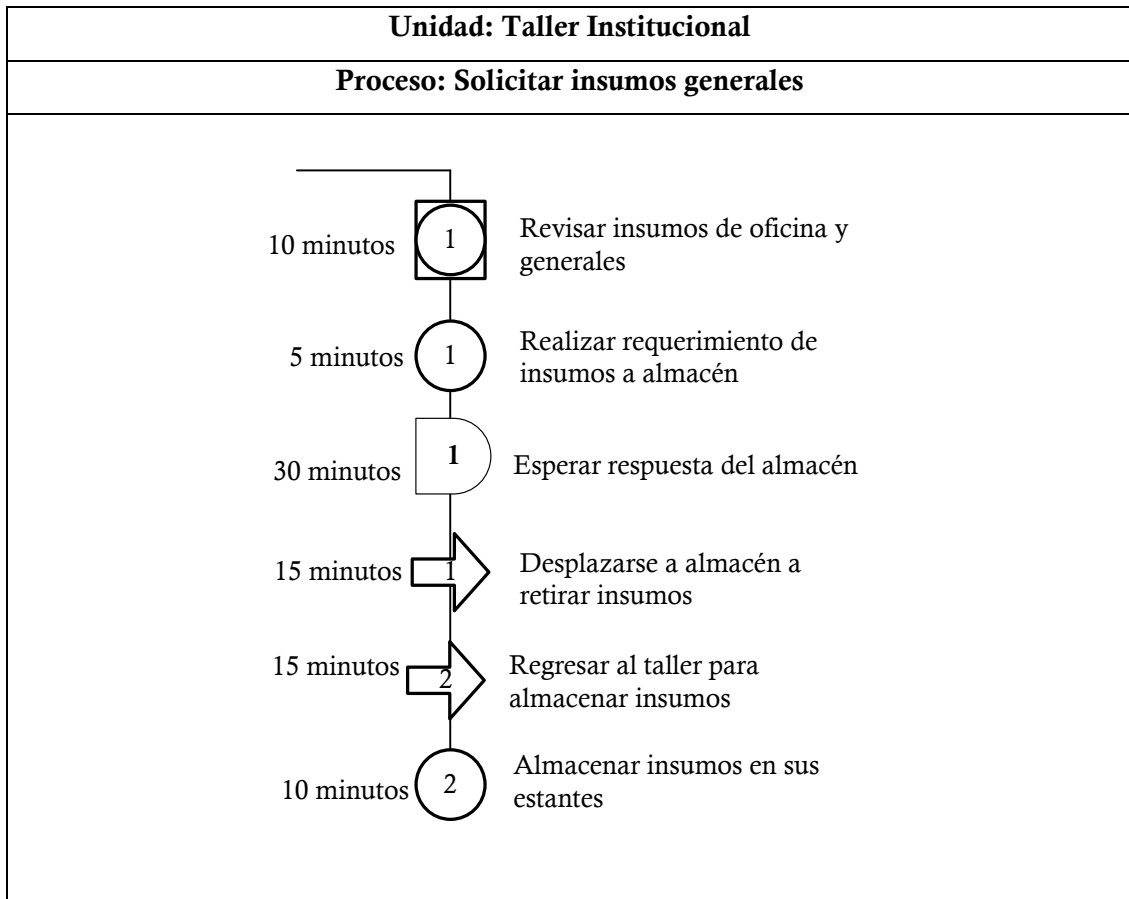 Unidad: Taller Institucional
Proceso: Solicitar insumos generales
10 minutos
1
Revisar insumos de oficina y
generales
5 minutos
1
Realizar requerimiento de
insumos a almacén
30 minutos
1
Esperar respuesta del almacén
15 minutos
1
Desplazarse a almacén a
retirar insumos
15 minutos
2
Regresar al taller para
almacenar insumos
10 minutos
2
Almacenar insumos en sus
estantes